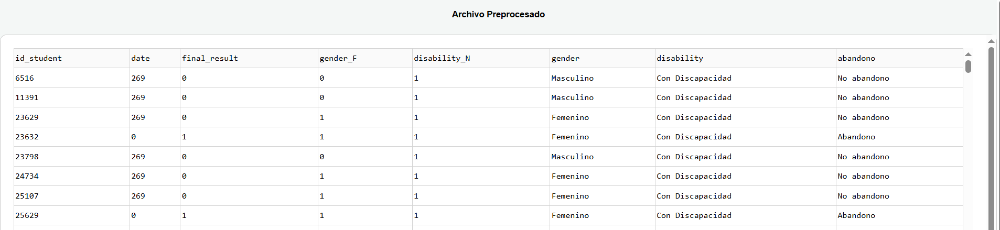 Archivo Preprocesado
id_student date final_result gender_F disability_N gender disability abandono
6516 269 0 0 1 Masculino Con Discapacidad No abandono
11391 269 0 0 1 Masculino Con Discapacidad No abandono
23629 269 0 1 1 Femenino Con Discapacidad No abandono
23632 0 1 1 1 Femenino Con Discapacidad Abandono
23798 269 0 0 1 Masculino Con Discapacidad No abandono
24734 269 0 1 1 Femenino Con Discapacidad No abandono
25107 269 0 1 1 Femenino Con Discapacidad No abandono
25629 0 1 1 1 Femenino Con Discapacidad Abandono